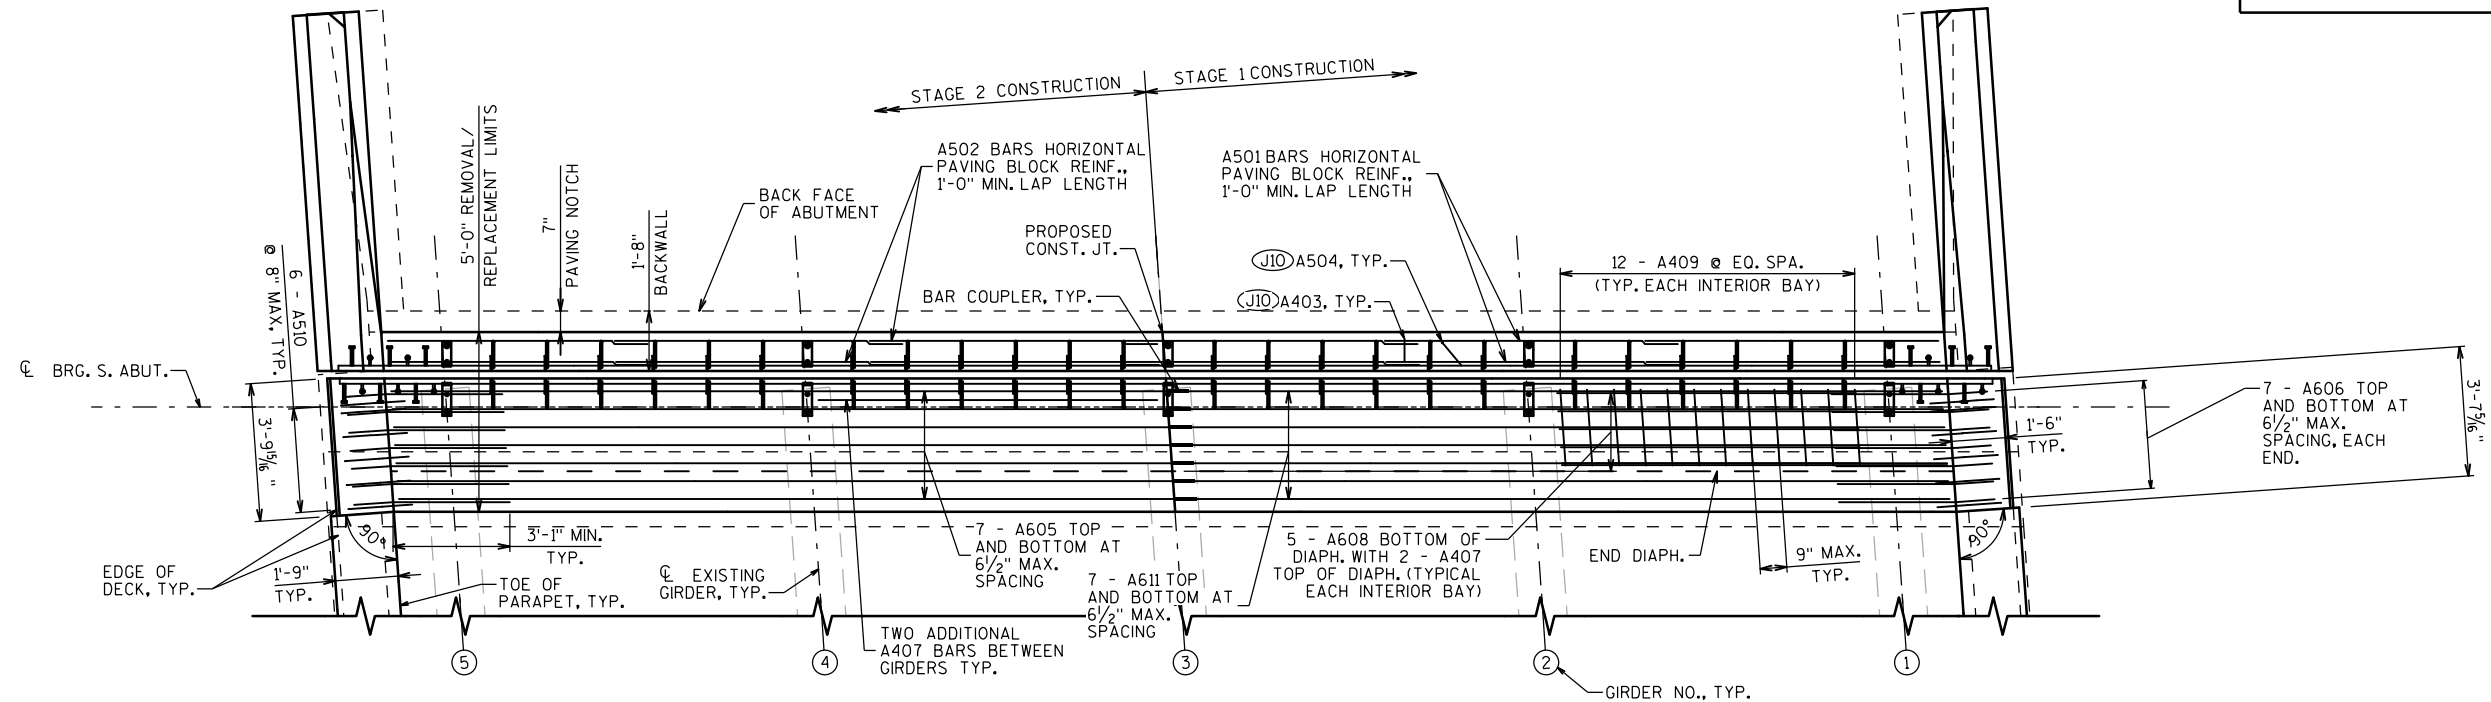 STAGE 2 CONSTRUCTION
STAGE 1 CONSTRUCTION
5'-0" REMOVAL/
REPLACEMENT LIMITS
7"
PAVING NOTCH
1'-8"
BACKWALL
BACK FACE
OF ABUTMENT
A502 BARS HORIZONTAL
PAVING BLOCK REINF.,
1'-0" MIN. LAP LENGTH
A501 BARS HORIZONTAL
PAVING BLOCK REINF.,
1'-0" MIN. LAP LENGTH
PROPOSED
CONST. JT.
BAR COUPLER, TYP.
J10 A504, TYP.
J10 A403, TYP.
12 - A409 @ EQ. SPA.
(TYP. EACH INTERIOR BAY)
6 - A510
@ 8" MAX, TYP.
℄ BRG. S. ABUT.
3'-9 15/16"
3'-7 5/16"
7 - A606 TOP
AND BOTTOM AT
6 1/2" MAX.
SPACING, EACH
END.
1'-6"
TYP.
90°
90°
EDGE OF
DECK, TYP.
1'-9"
TYP.
3'-1" MIN.
TYP.
TOE OF
PARAPET, TYP.
℄ EXISTING
GIRDER, TYP.
7 - A605 TOP
AND BOTTOM AT
6 1/2" MAX.
SPACING
7 - A611 TOP
AND BOTTOM AT
6 1/2" MAX.
SPACING
5 - A608 BOTTOM OF
DIAPH. WITH 2 - A407
TOP OF DIAPH. (TYPICAL
EACH INTERIOR BAY)
END DIAPH.
9" MAX.
TYP.
TWO ADDITIONAL
A407 BARS BETWEEN
GIRDERS TYP.
5
4
3
2
1
GIRDER NO., TYP.